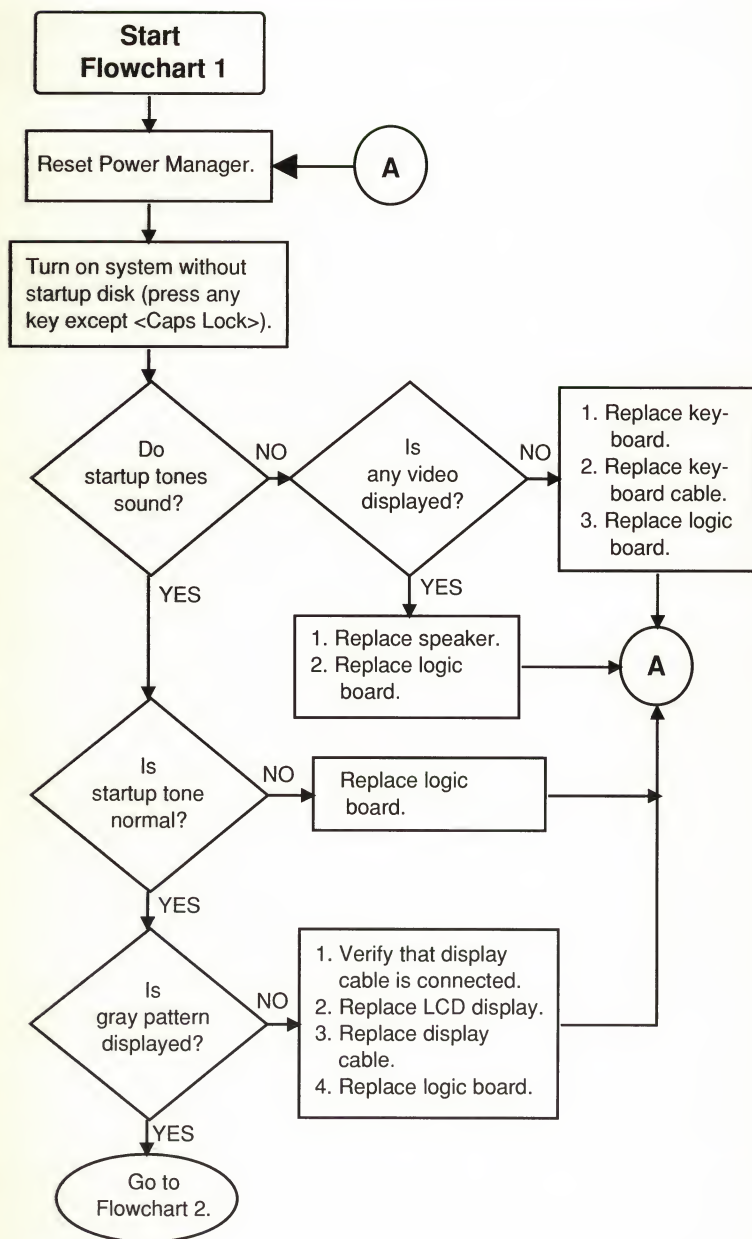 Start
Flowchart 1
Reset Power Manager.
A
Turn on system without
startup disk (press any
key except <Caps Lock>).
Do
startup tones
sound?
NO
Is
any video
displayed?
NO
1. Replace key-
board.
2. Replace key-
board cable.
3. Replace logic
board.
YES
YES
1. Replace speaker.
2. Replace logic
board.
A
Is
startup tone
normal?
NO
Replace logic
board.
YES
Is
gray pattern
displayed?
NO
1. Verify that display
cable is connected.
2. Replace LCD display.
3. Replace display
cable.
4. Replace logic board.
YES
Go to
Flowchart 2.